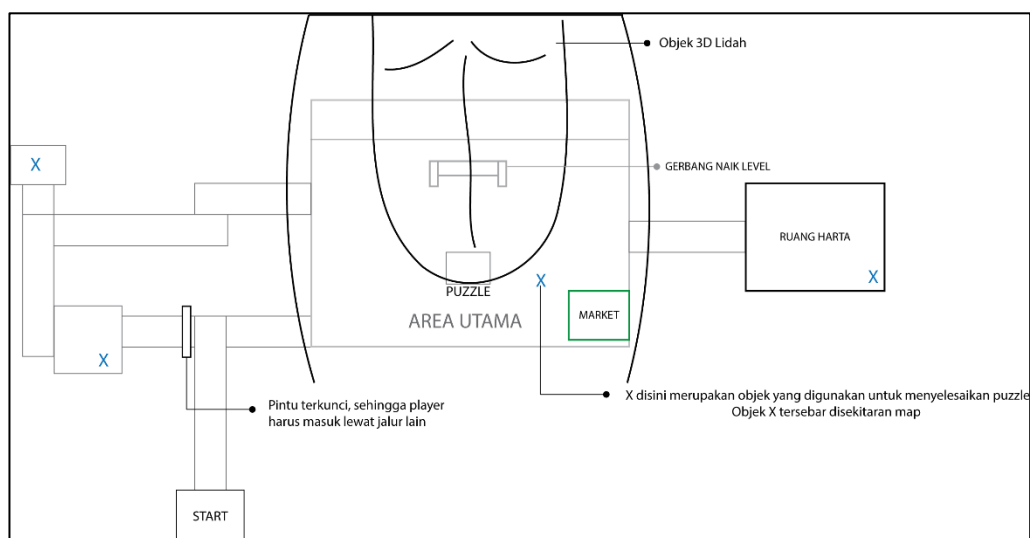 Objek 3D Lidah
X
GERBANG NAIK LEVEL
RUANG HARTA
X
X
PUZZLE
MARKET
AREA UTAMA
X
X disini merupakan objek yang digunakan untuk menyelesaikan puzzle
Objek X tersebar disekitaran map
Pintu terkunci, sehingga player
harus masuk lewat jalur lain
START